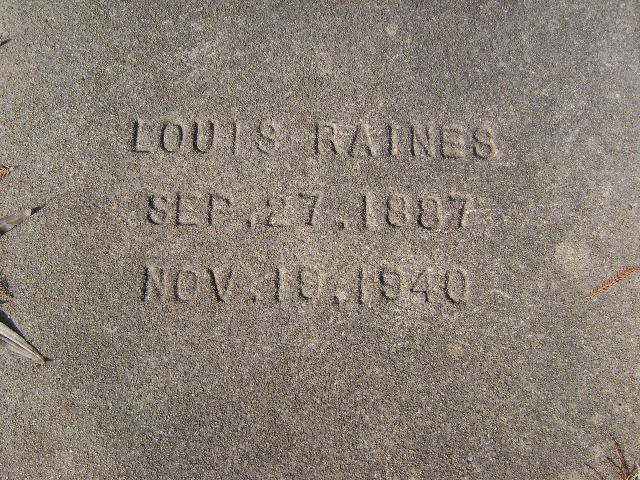 LOUIS RAINES
SEP. 27. 1887
NOV. 19. 1940